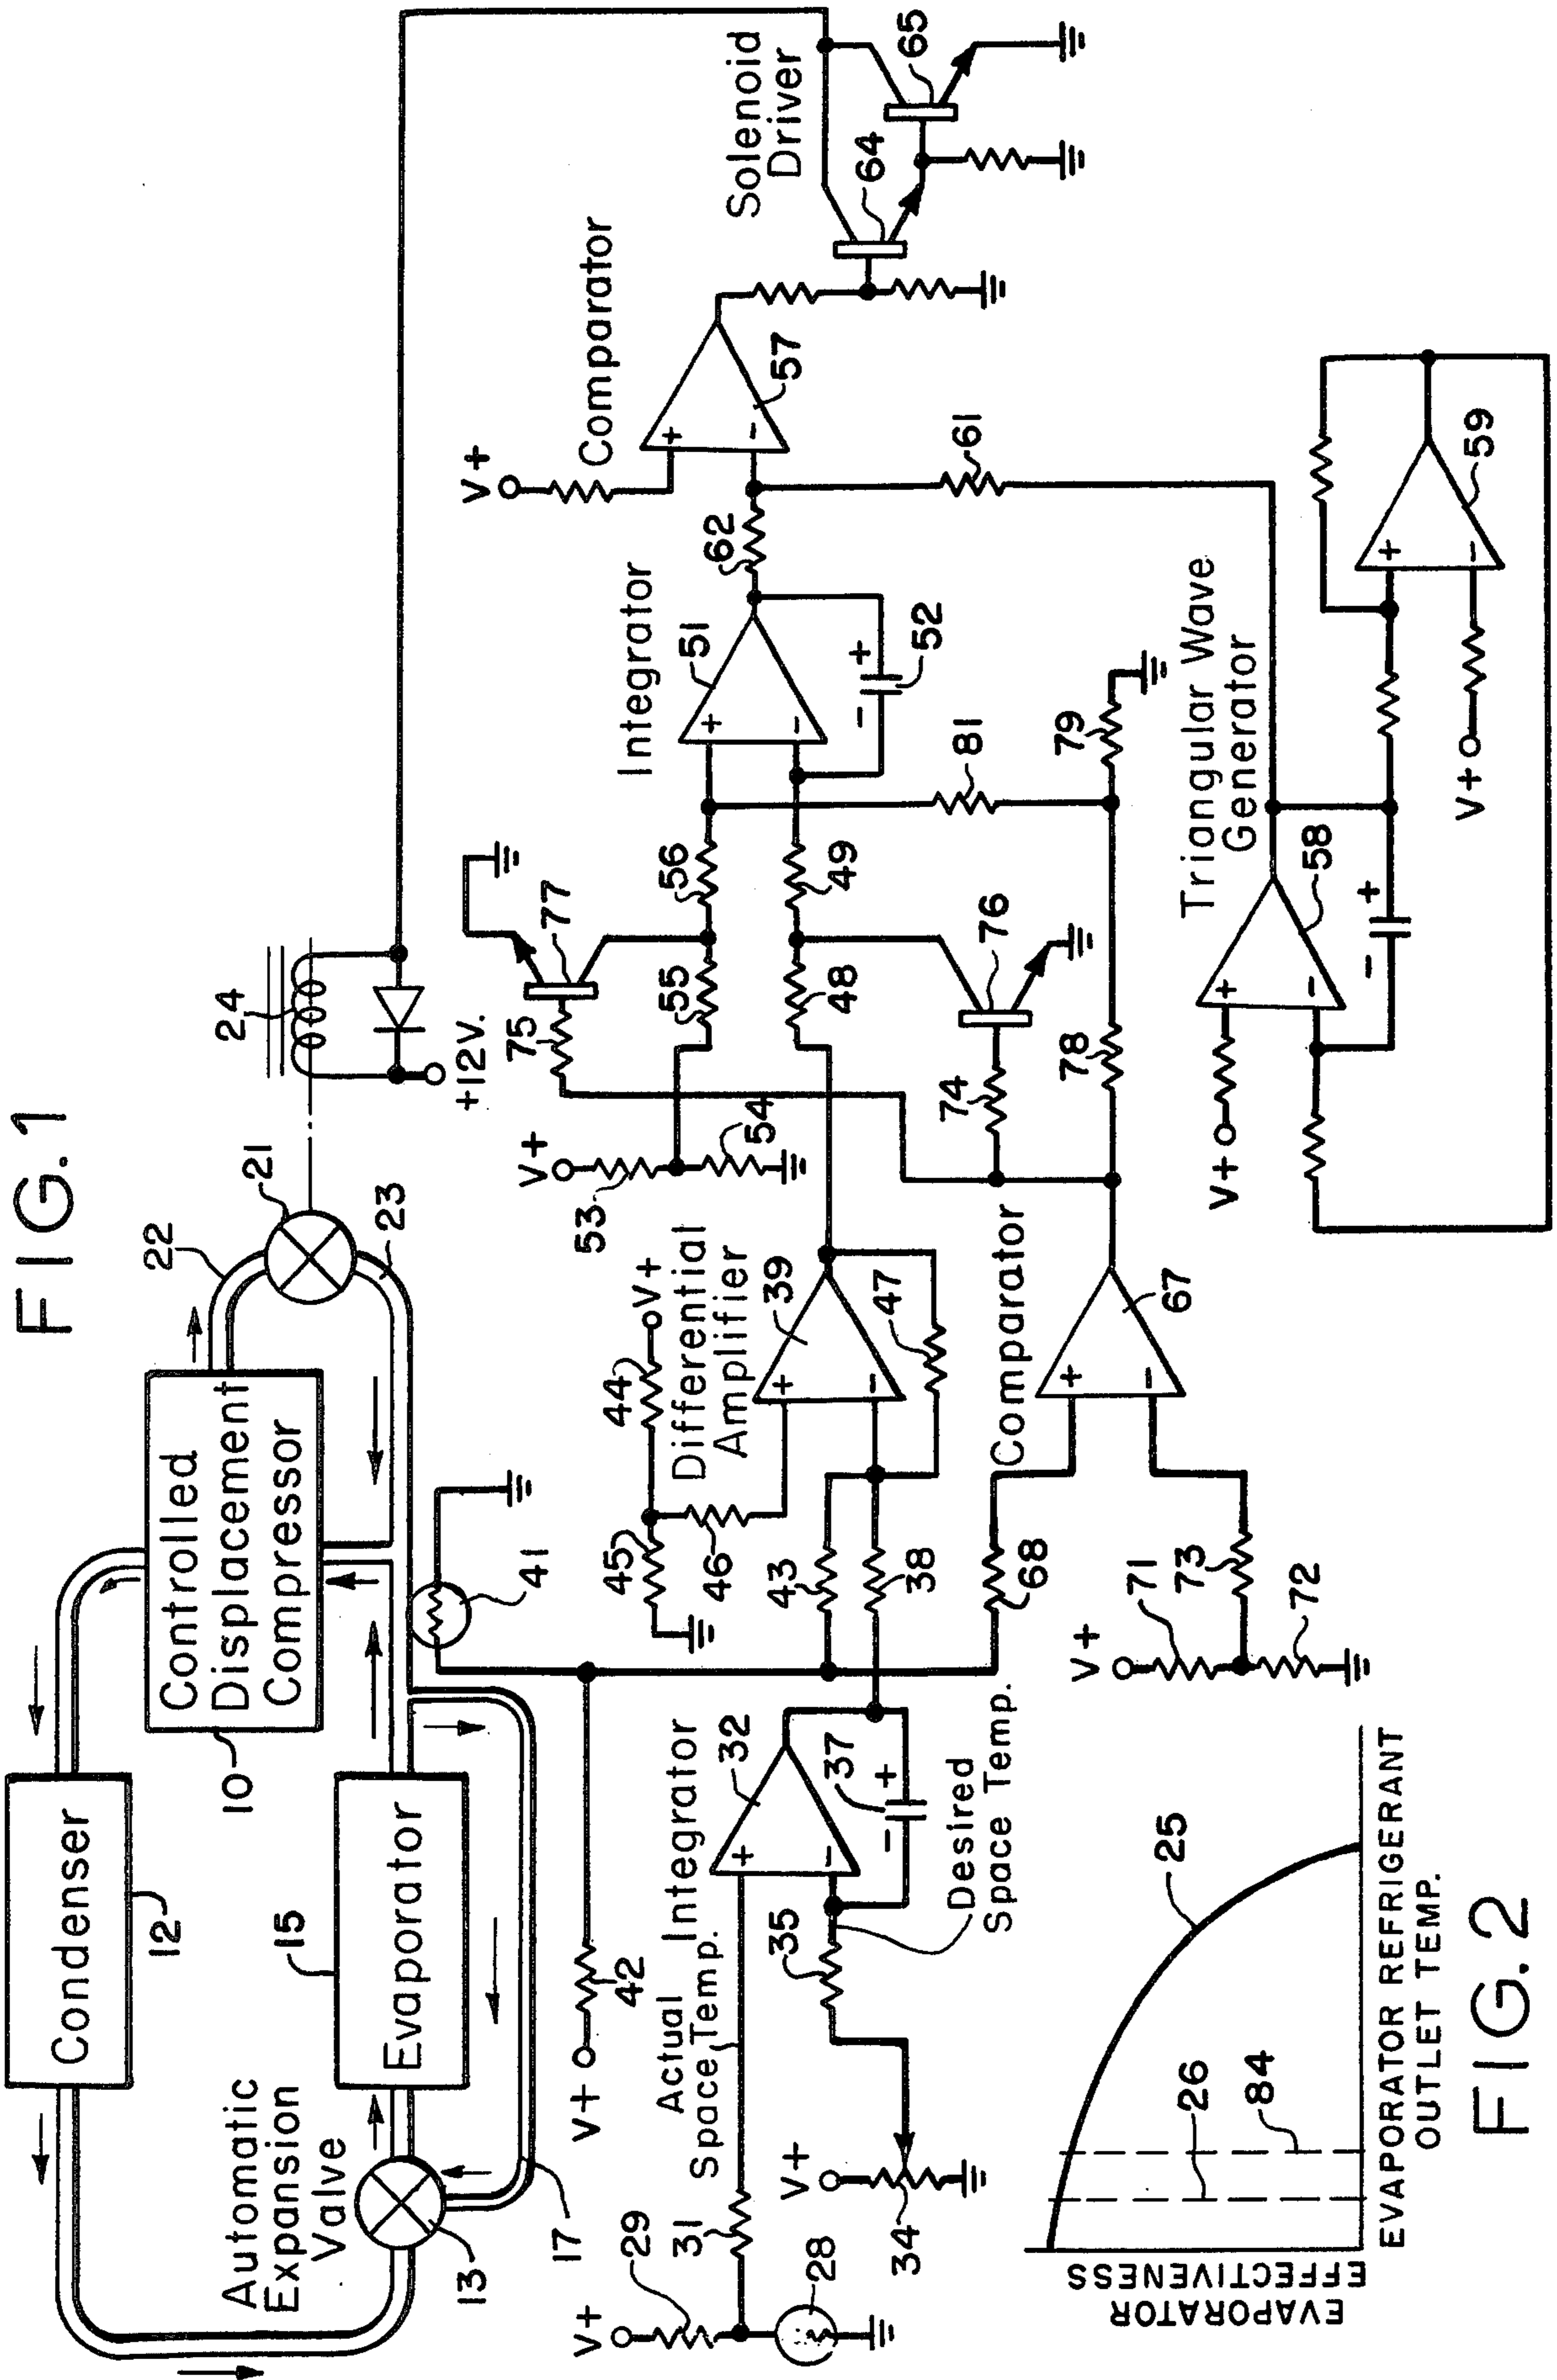 FIG. 1
Condenser
12
Controlled
Displacement
Compressor
10
22
21
23
24
+12V.
Automatic
Expansion
Valve
13
15
Evaporator
17
41
V+
42
V+
29
28
31
Actual
Space Temp.
Integrator
32
37
V+
34
35
Desired
Space Temp.
+
-
-
+
43
38
45
44
V+
46
Differential
Amplifier
39
47
+
-
V+
53
54
55
56
75
77
48
49
74
76
Integrator
51
52
+
-
-
+
62
61
V+
Comparator
57
+
-
Solenoid
Driver
64
65
68
V+
71
72
73
Comparator
67
+
-
78
79
81
Triangular Wave
Generator
V+
58
+
-
-
+
V+
59
+
-
FIG. 2
EVAPORATOR
EFFECTIVENESS
26
84
25
EVAPORATOR REFRIGERANT
OUTLET TEMP.